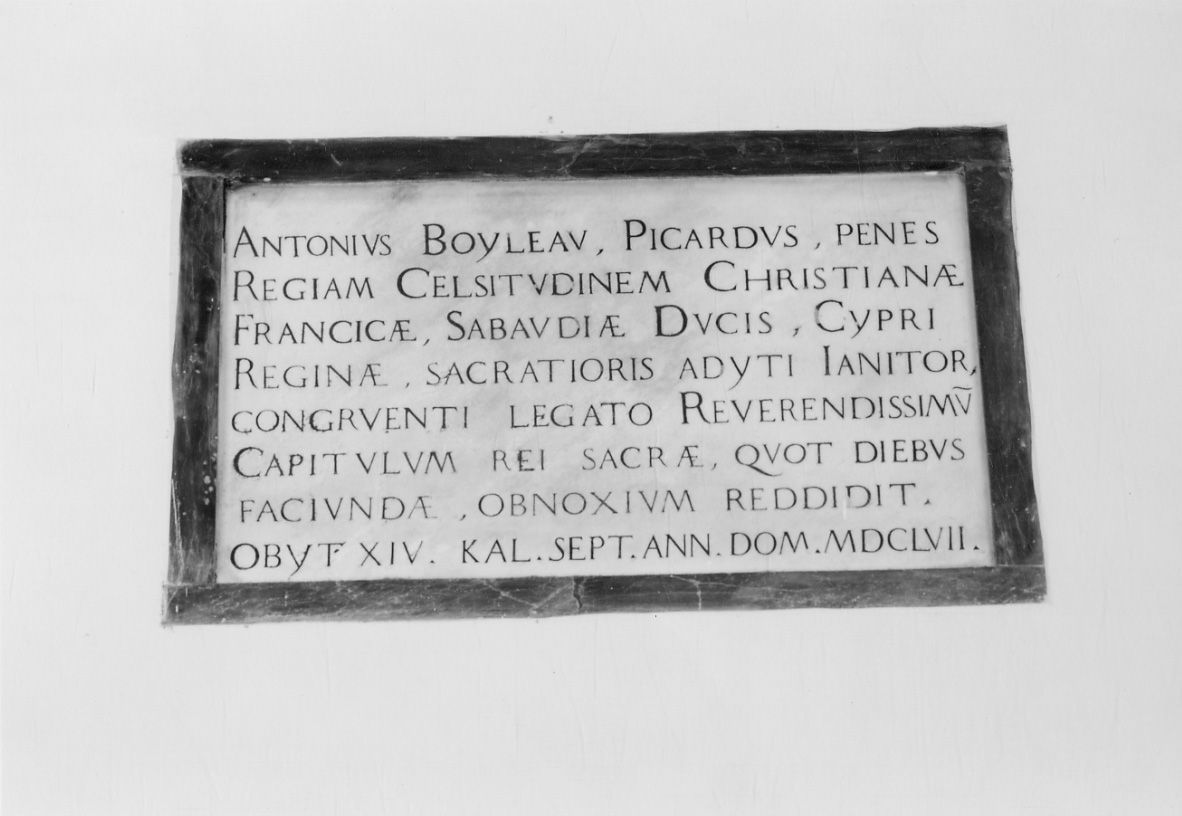 ANTONIVS BOYLEAV, PICARDVS, PENES
REGIAM CELSITVDINEM CHRISTIANÆ
FRANCICÆ, SABAVDIÆ DVCIS, CYPRI
REGINÆ, SACRATIORIS ADYTI IANITOR,
CONGRVENTI LEGATO REVERENDISSIMṼ
CAPITVLVM REI SACRÆ, QVOT DIEBVS
FACIVNDÆ, OBNOXIVM REDDIDIT.
OBYT XIV. KAL. SEPT. ANN. DOM. MDCLVII.